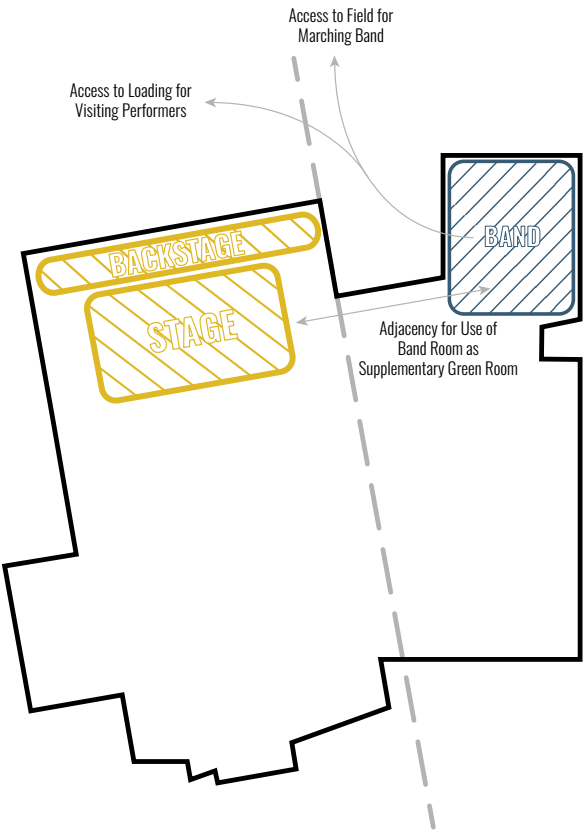 Access to Field for
Marching Band
Access to Loading for
Visiting Performers
BACKSTAGE
BAND
STAGE
Adjacency for Use of
Band Room as
Supplementary Green Room